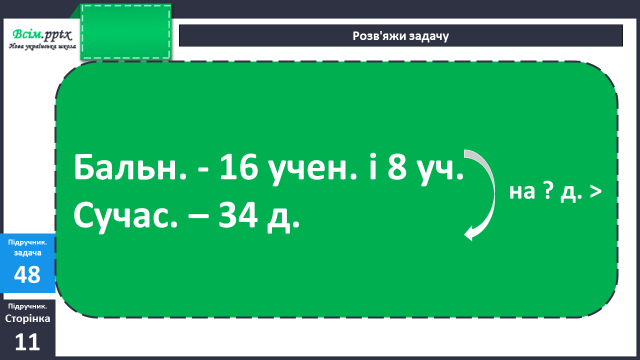 Всім.pptx
Нова українська школа
Розв'яжи задачу
Бальн. - 16 учен. і 8 уч.
Сучас. – 34 д.
на ? д. >
Підручник.
задача
48
Підручник.
Сторінка
11